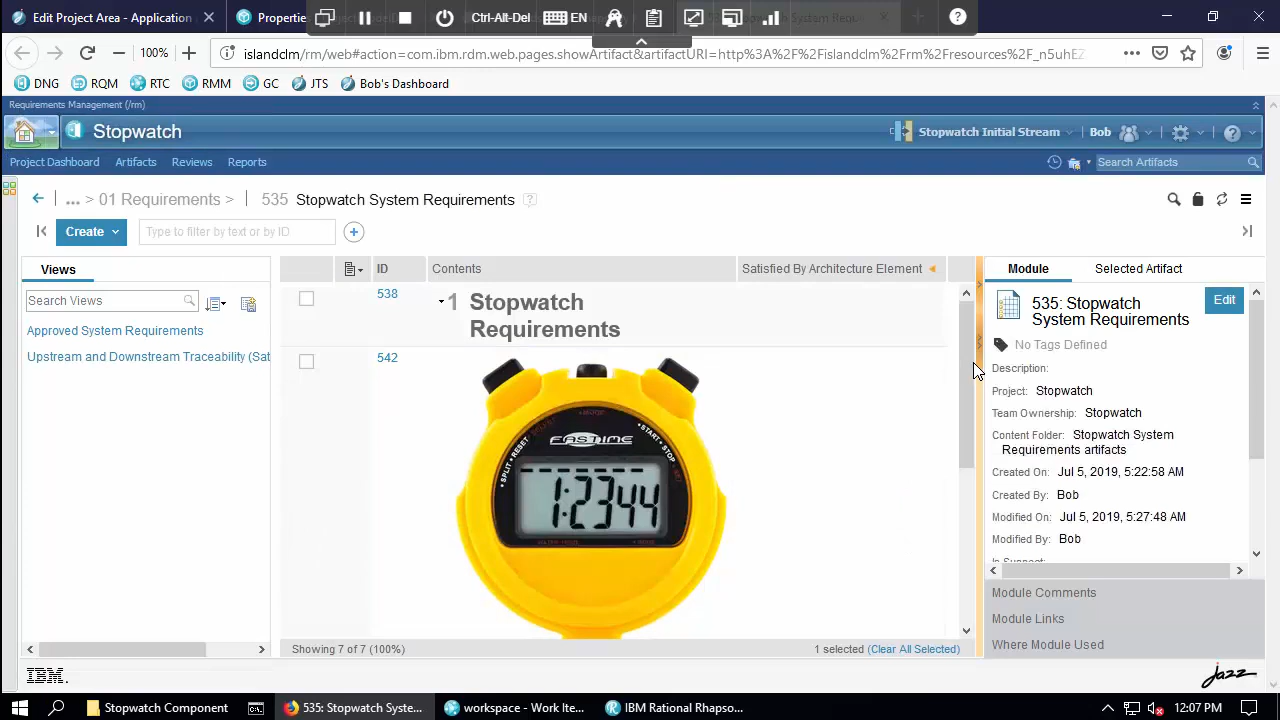 Edit Project Area - Application
Properties
Ctrl-Alt-Del
EN
100%
islandclm/rm/web#action=com.ibm.rdm.web.pages.showArtifact&artifactURI=http%3A%2F%2Fislandclm%2Frm%2Fresources%2F_n5uhEZ
DNG
RQM
RTC
RMM
GC
JTS
Bob's Dashboard
Requirements Management (/rm)
Stopwatch
Stopwatch Initial Stream
Bob
Project Dashboard
Artifacts
Reviews
Reports
Search Artifacts
... > 01 Requirements >
535 Stopwatch System Requirements
Create
Type to filter by text or by ID
Views
ID
Contents
Satisfied By Architecture Element
Module
Selected Artifact
Search Views
Approved System Requirements
Upstream and Downstream Traceability (Sat
538
1 Stopwatch
Requirements
542
FASTIME
SPLIT • RESET
START • STOP
1:2344
535: Stopwatch
System Requirements
Edit
No Tags Defined
Description:
Project: Stopwatch
Team Ownership: Stopwatch
Content Folder: Stopwatch System
Requirements artifacts
Created On: Jul 5, 2019, 5:22:58 AM
Created By: Bob
Modified On: Jul 5, 2019, 5:27:48 AM
Modified By: Bob
Module Comments
Module Links
Where Module Used
Showing 7 of 7 (100%)
1 selected (Clear All Selected)
IBM.
Jazz
Stopwatch Component
535: Stopwatch Syste...
workspace - Work Ite...
IBM Rational Rhapso...
12:07 PM